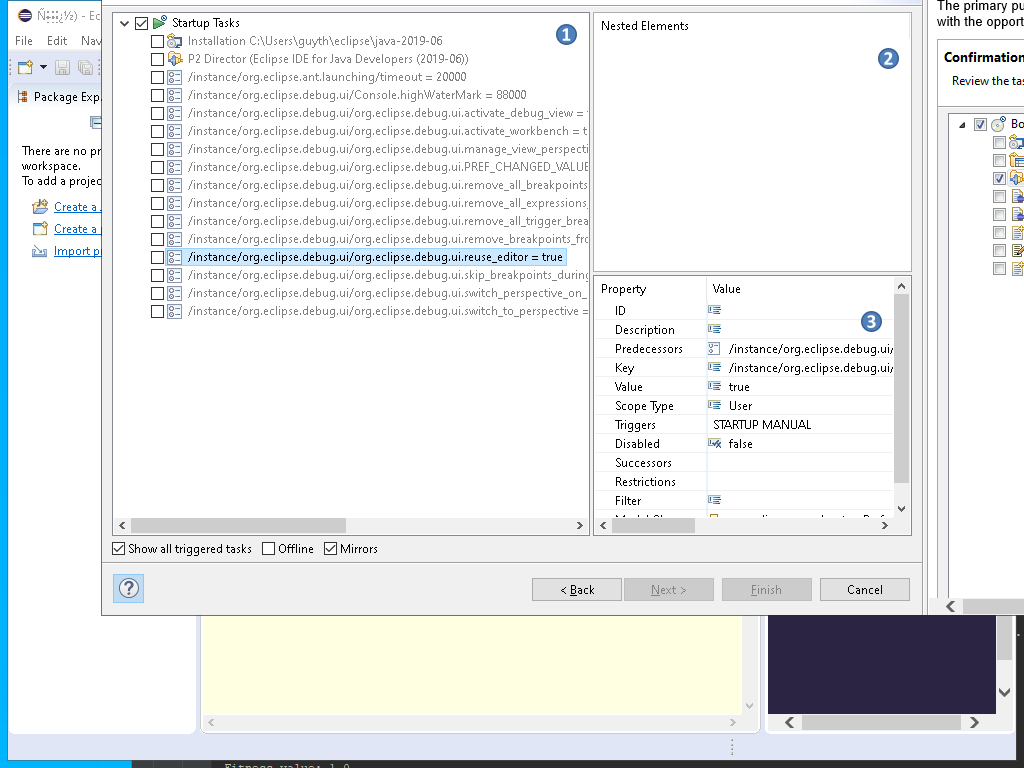 - Ec
File Edit Nav
Package Exp
There are no pr
workspace.
To add a projec
Create a
Create a
Import p
Startup Tasks
Installation C:\Users\guyth\eclipse\java-2019-06
P2 Director (Eclipse IDE for Java Developers (2019-06))
/instance/org.eclipse.ant.launching/timeout = 20000
/instance/org.eclipse.debug.ui/Console.highWaterMark = 88000
/instance/org.eclipse.debug.ui/org.eclipse.debug.ui.activate_debug_view =
/instance/org.eclipse.debug.ui/org.eclipse.debug.ui.activate_workbench = t
/instance/org.eclipse.debug.ui/org.eclipse.debug.ui.manage_view_perspecti
/instance/org.eclipse.debug.ui/org.eclipse.debug.ui.PREF_CHANGED_VALUE
/instance/org.eclipse.debug.ui/org.eclipse.debug.ui.remove_all_breakpoints
/instance/org.eclipse.debug.ui/org.eclipse.debug.ui.remove_all_expressions
/instance/org.eclipse.debug.ui/org.eclipse.debug.ui.remove_all_trigger_brea
/instance/org.eclipse.debug.ui/org.eclipse.debug.ui.remove_breakpoints_fro
/instance/org.eclipse.debug.ui/org.eclipse.debug.ui.reuse_editor = true
/instance/org.eclipse.debug.ui/org.eclipse.debug.ui.skip_breakpoints_during
/instance/org.eclipse.debug.ui/org.eclipse.debug.ui.switch_perspective_on_
/instance/org.eclipse.debug.ui/org.eclipse.debug.ui.switch_to_perspective =
1
Nested Elements
2
Property Value
ID
3
Description
Predecessors /instance/org.eclipse.debug.ui/
Key /instance/org.eclipse.debug.ui/
Value true
Scope Type User
Triggers STARTUP MANUAL
Disabled false
Successors
Restrictions
Filter
Show all triggered tasks Offline Mirrors
?
< Back Next > Finish Cancel
The primary pu
with the opport
Confirmation
Review the tas
Bo
Fitness value: 1.0